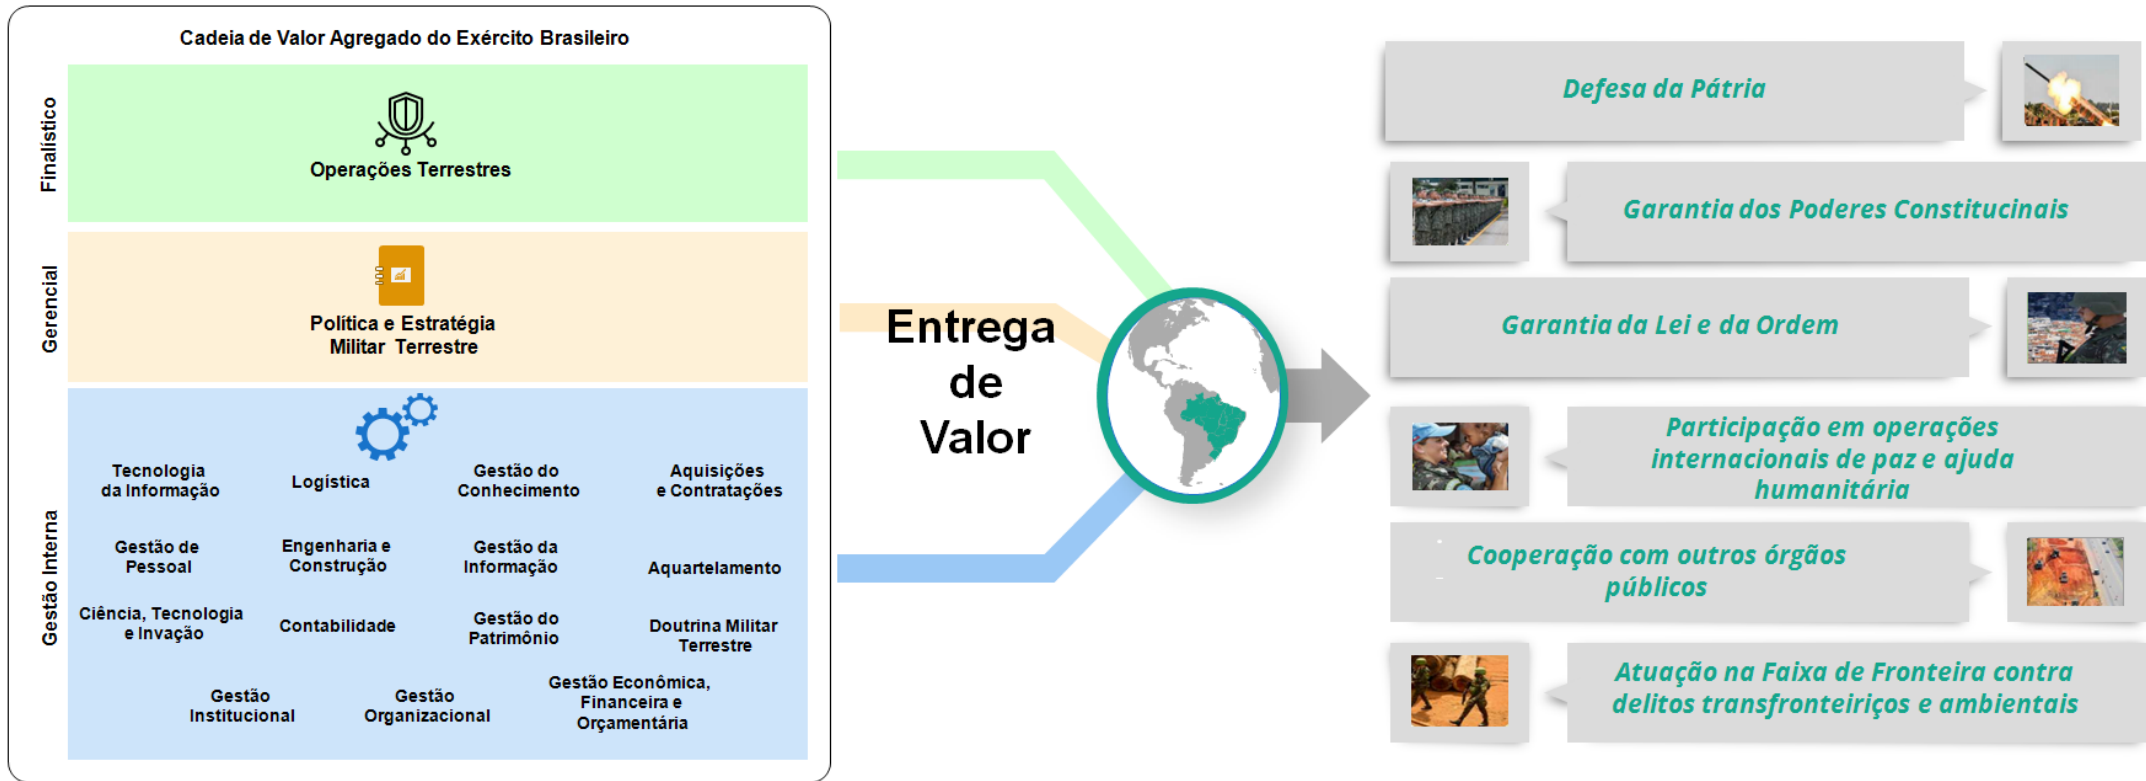 Cadeia de Valor Agregado do Exército Brasileiro
Finalístico
Operações Terrestres
Gerencial
Política e Estratégia
Militar Terrestre
Gestão Interna
Tecnologia
da Informação
Logística
Gestão do
Conhecimento
Aquisições
e Contratações
Gestão de
Pessoal
Engenharia e
Construção
Gestão da
Informação
Aquartelamento
Ciência, Tecnologia
e Invação
Contabilidade
Gestão do
Patrimônio
Doutrina Militar
Terrestre
Gestão
Institucional
Gestão
Organizacional
Gestão Econômica,
Financeira e
Orçamentária
Entrega
de
Valor
Defesa da Pátria
Garantia dos Poderes Constitucinais
Garantia da Lei e da Ordem
Participação em operações
internacionais de paz e ajuda
humanitária
Cooperação com outros órgãos
públicos
Atuação na Faixa de Fronteira contra
delitos transfronteiriços e ambientais